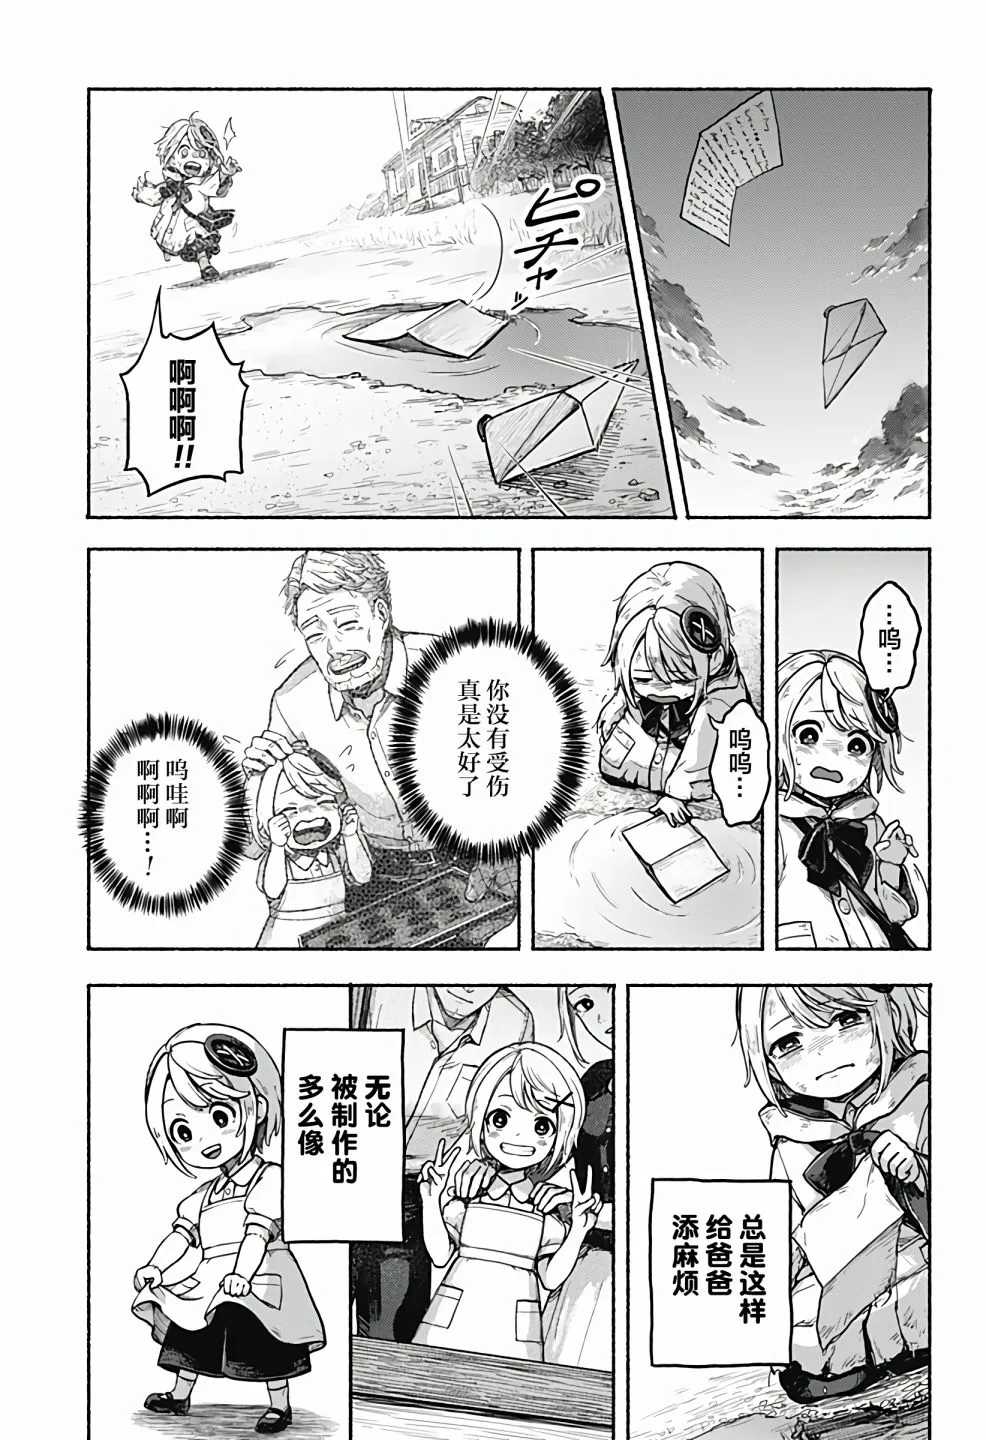 ピチャッ
啊啊啊!!
…呜…
呜呜…
你没有受伤
真是太好了
呜哇啊
啊啊啊…!
总是这样
给爸爸
添麻烦
无论
被制作的
多么像